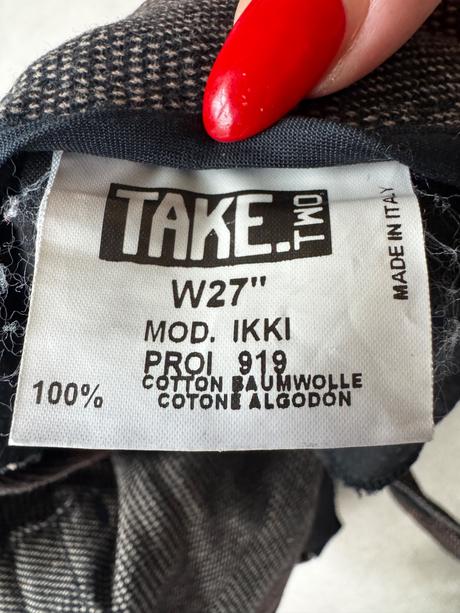 TAKE.TWO
MADE IN ITALY
W27"
MOD. IKKI
PROI 919
COTTON BAUMWOLLE
100% COTONE ALGODON